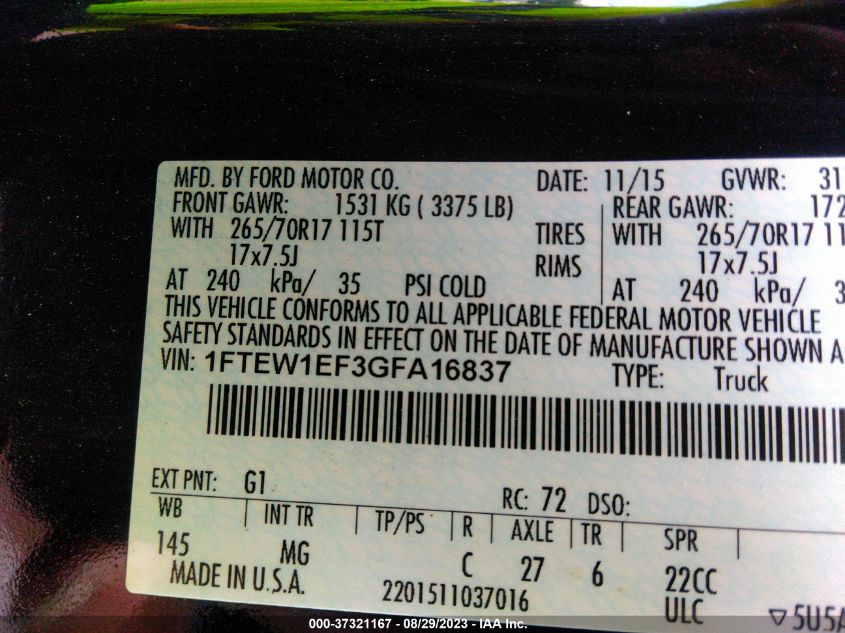 MFD. BY FORD MOTOR CO. DATE: 11/15 GVWR: 31
FRONT GAWR: 1531 KG ( 3375 LB) REAR GAWR: 172
WITH 265/70R17 115T TIRES WITH 265/70R17 11
17x7.5J RIMS 17x7.5J
AT 240 kPa/ 35 PSI COLD AT 240 kPa/ 3
THIS VEHICLE CONFORMS TO ALL APPLICABLE FEDERAL MOTOR VEHICLE
SAFETY STANDARDS IN EFFECT ON THE DATE OF MANUFACTURE SHOWN A
VIN: 1FTEW1EF3GFA16837 TYPE: Truck
EXT PNT: G1 RC: 72 DSO:
WB INT TR TP/PS R AXLE TR SPR
145 MG C 27 6 22CC
MADE IN U.S.A. 2201511037016 ULC ▽5U5A
000-37321167 - 08/29/2023 - IAA Inc.